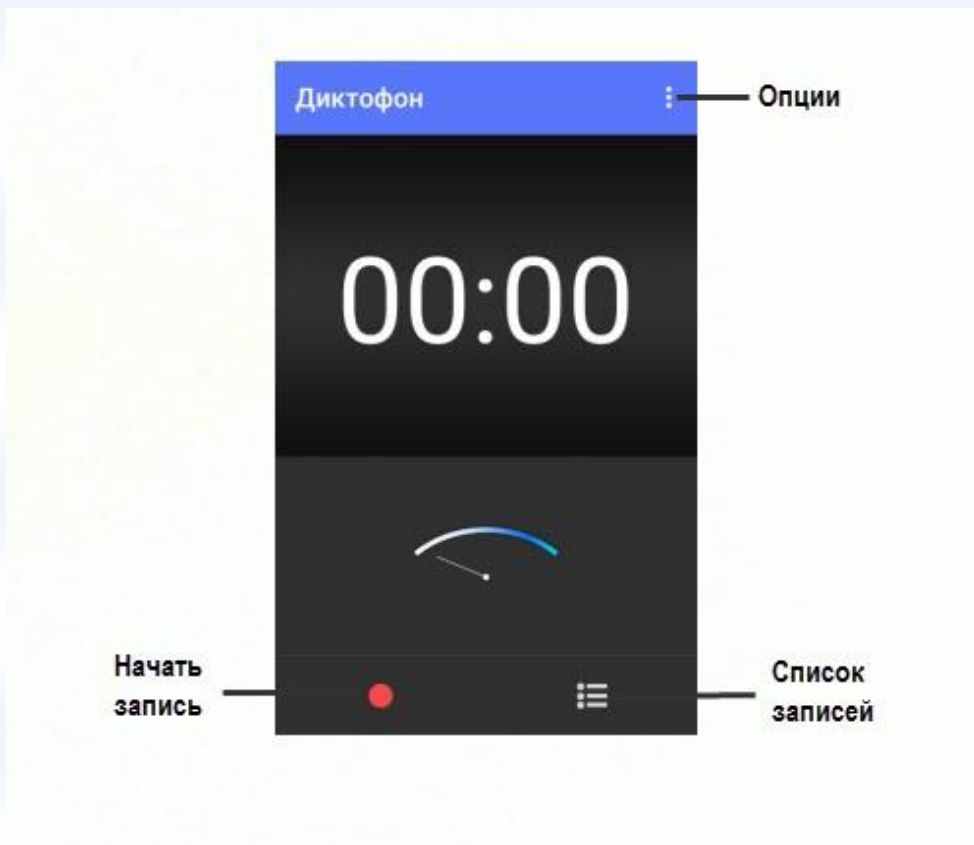 Диктофон
Опции
00:00
Начать
запись
Список
записей